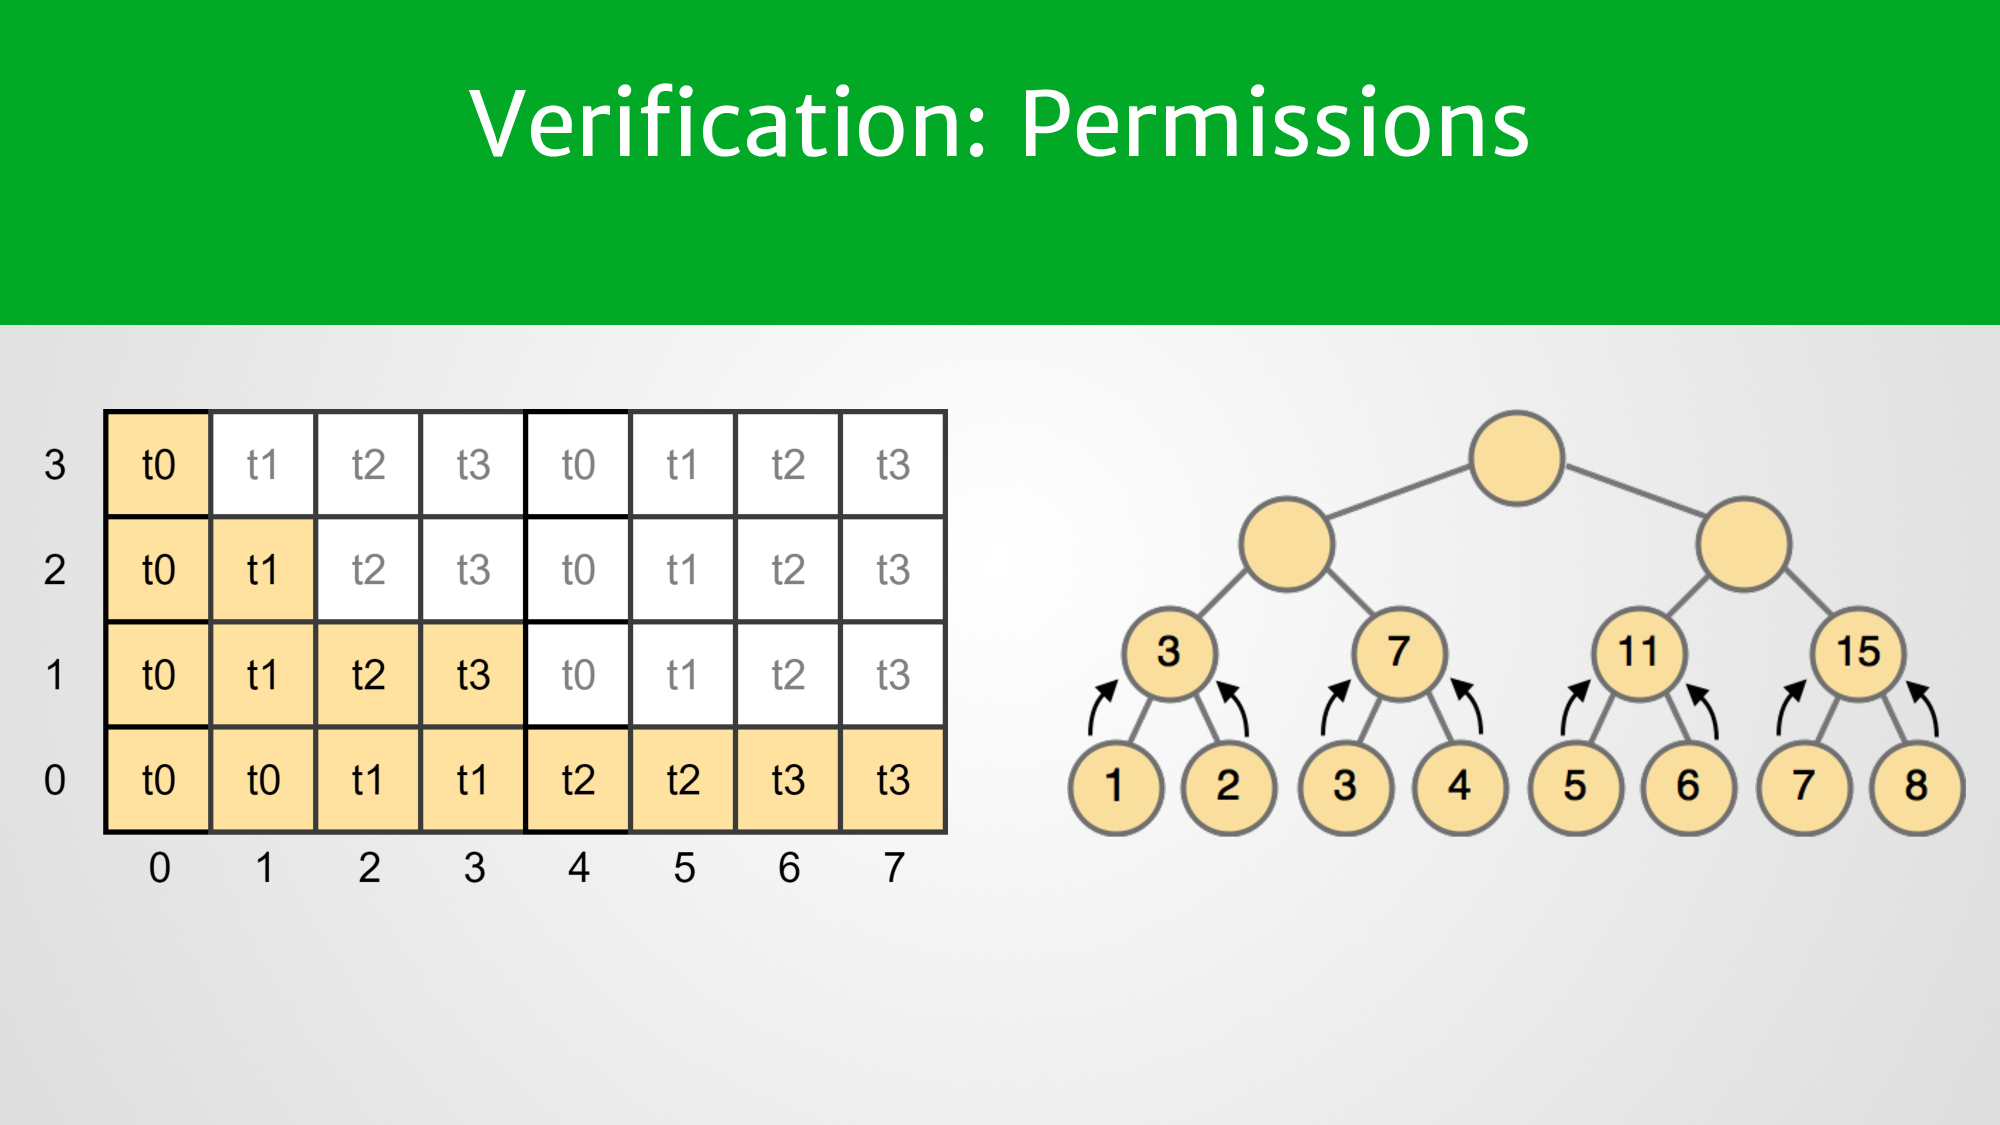 Verification: Permissions
3 t0 t1 t2 t3 t0 t1 t2 t3
2 t0 t1 t2 t3 t0 t1 t2 t3
1 t0 t1 t2 t3 t0 t1 t2 t3
0 t0 t0 t1 t1 t2 t2 t3 t3
0 1 2 3 4 5 6 7
3 7 11 15
1 2 3 4 5 6 7 8